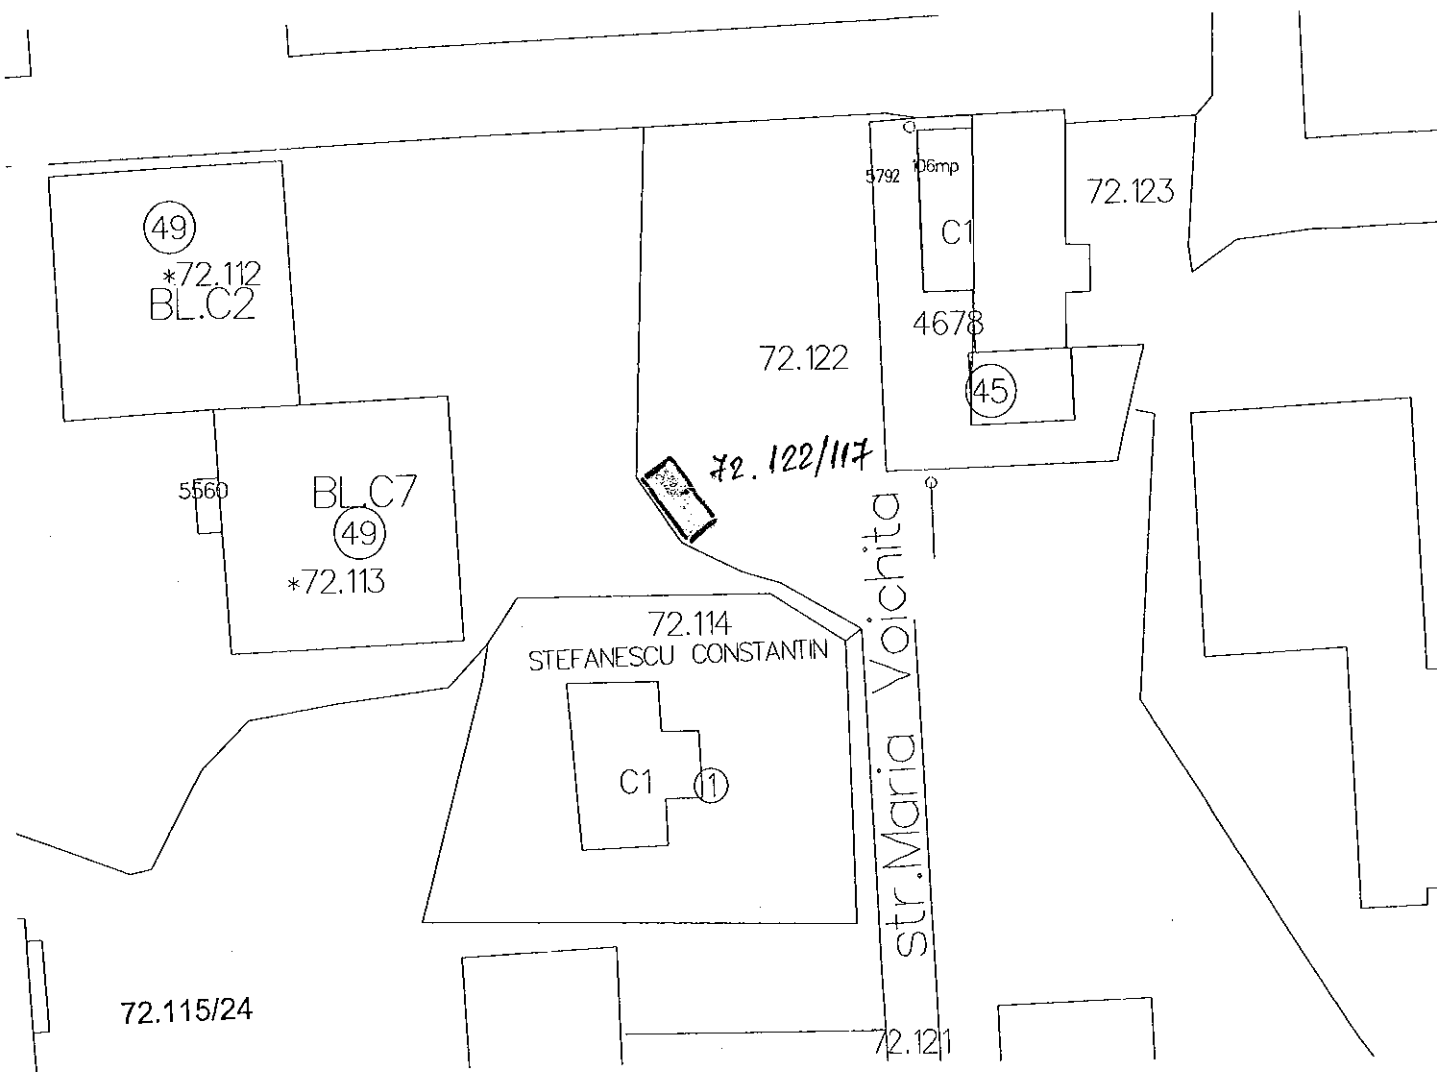 5792
106mp
72.123
49
C1
*72.112
BL.C2
4678
72.122
45
72. 122/117
5560
BL.C7
49
*72.113
72.114
STEFANESCU CONSTANTIN
str.Maria Voichita
C1
11
72.115/24
72.121